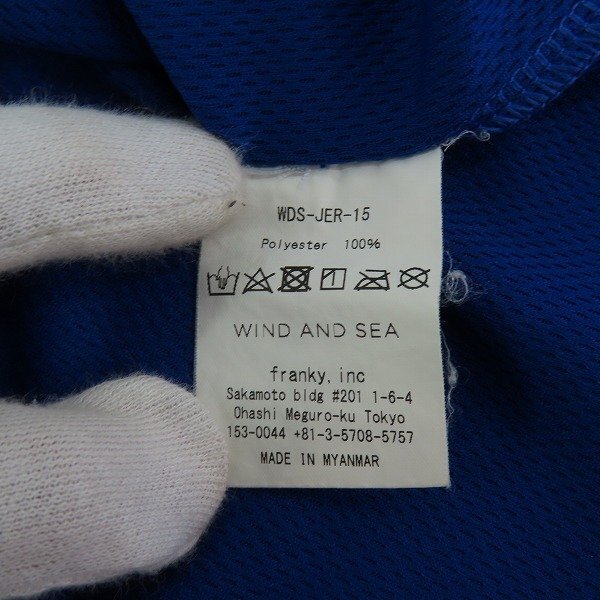 WDS-JER-15
Polyester 100%
WIND AND SEA
franky, inc
Sakamoto bldg #201 1-6-4
Ohashi Meguro-ku Tokyo
153-0044 +81-3-5708-5757
MADE IN MYANMAR